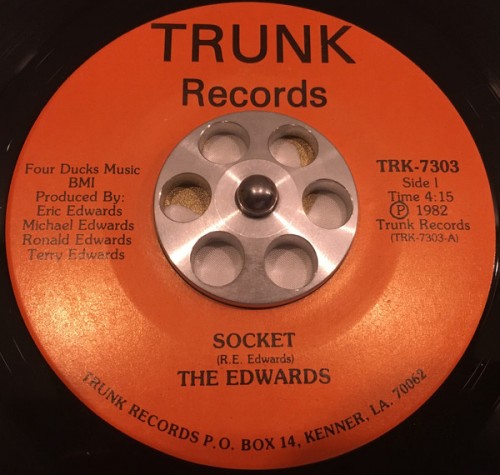 TRUNK
Records
Four Ducks Music
BMI
Produced By:
Eric Edwards
Michael Edwards
Ronald Edwards
Terry Edwards
TRK-7303
Side 1
Time 4:15
Ⓟ 1982
Trunk Records
(TRK-7303-A)
SOCKET
(R.E. Edwards)
THE EDWARDS
TRUNK RECORDS P.O. BOX 14, KENNER, LA. 70062